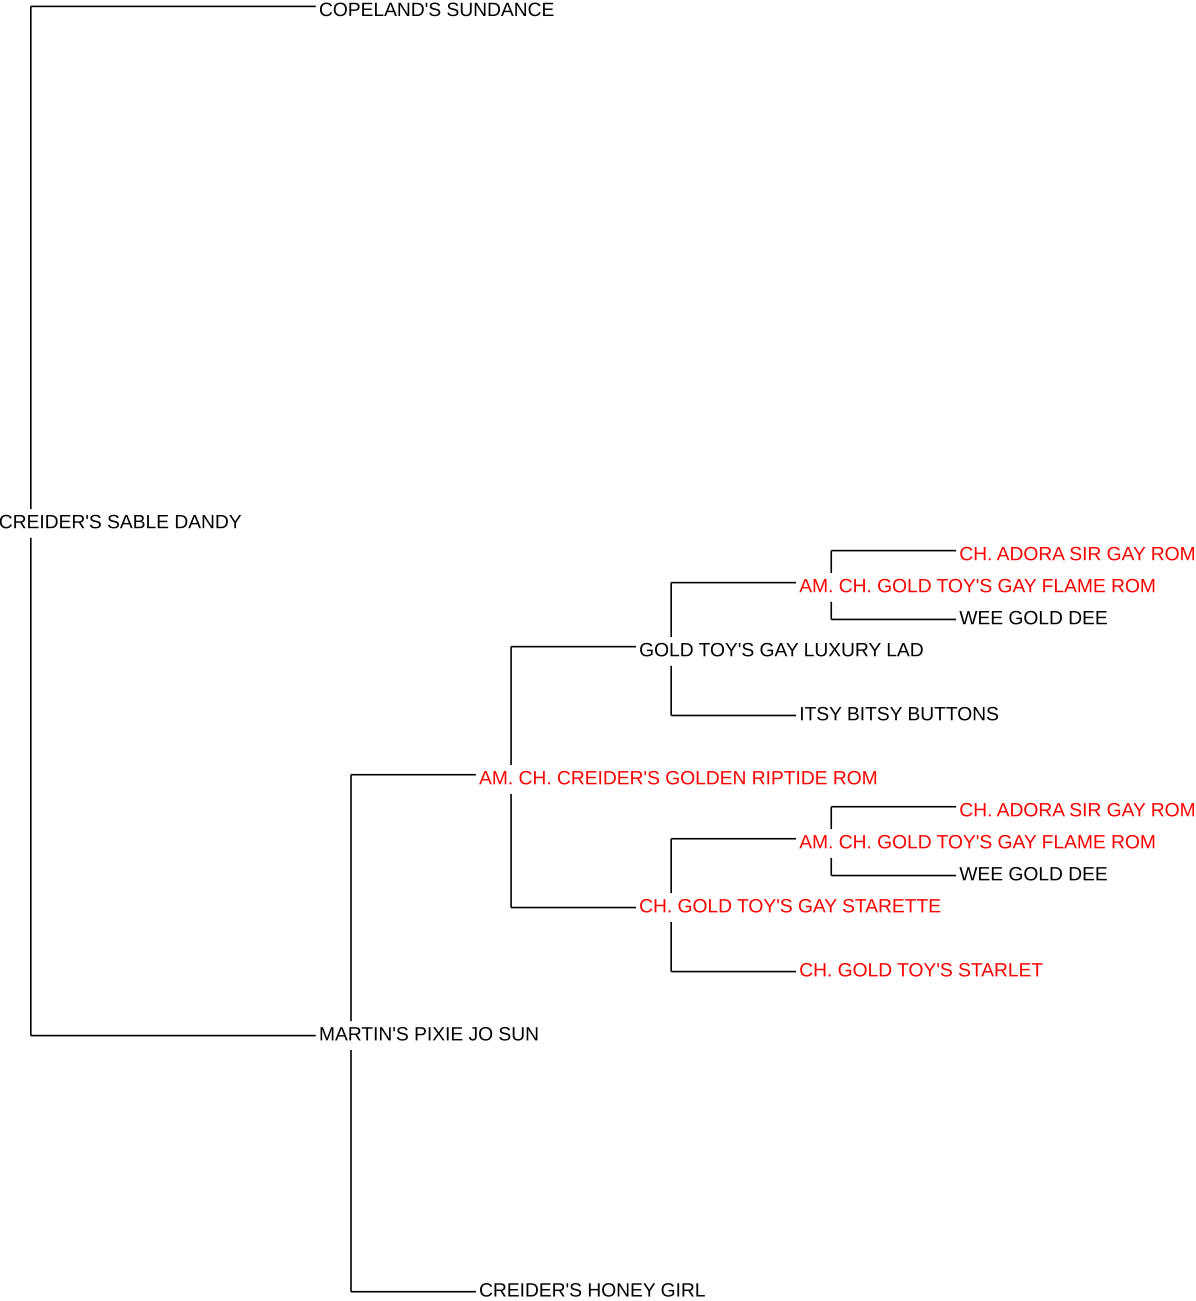 COPELAND'S SUNDANCE
CREIDER'S SABLE DANDY
CH. ADORA SIR GAY ROM
AM. CH. GOLD TOY'S GAY FLAME ROM
WEE GOLD DEE
GOLD TOY'S GAY LUXURY LAD
ITSY BITSY BUTTONS
AM. CH. CREIDER'S GOLDEN RIPTIDE ROM
CH. ADORA SIR GAY ROM
AM. CH. GOLD TOY'S GAY FLAME ROM
WEE GOLD DEE
CH. GOLD TOY'S GAY STARETTE
CH. GOLD TOY'S STARLET
MARTIN'S PIXIE JO SUN
CREIDER'S HONEY GIRL